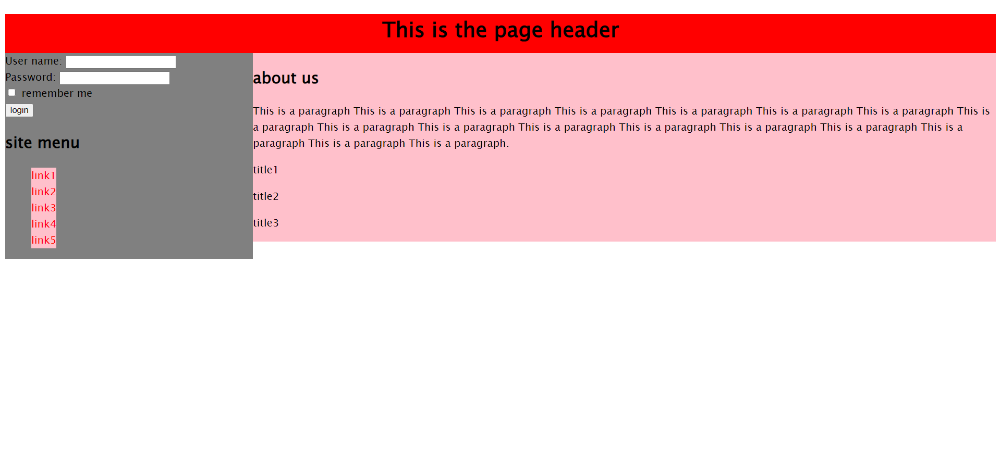 This is the page header
User name:
Password:
remember me
login
site menu
link1
link2
link3
link4
link5
about us
This is a paragraph This is a paragraph This is a paragraph This is a paragraph This is a paragraph This is a paragraph This is a paragraph This is
a paragraph This is a paragraph This is a paragraph This is a paragraph This is a paragraph This is a paragraph This is a paragraph This is a
paragraph This is a paragraph This is a paragraph.
title1
title2
title3